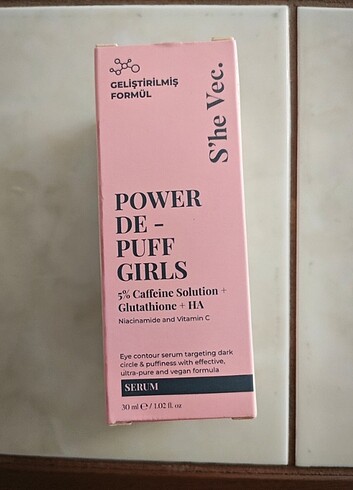 GELİŞTİRİLMİŞ
FORMÜL
S'he Vec.
POWER
DE -
PUFF
GIRLS
5% Caffeine Solution +
Glutathione + HA
Niacinamide and Vitamin C
Eye contour serum targeting dark
circle & puffiness with effective,
ultra-pure and vegan formula
SERUM
30 ml ℮ / 1.02 fl. oz